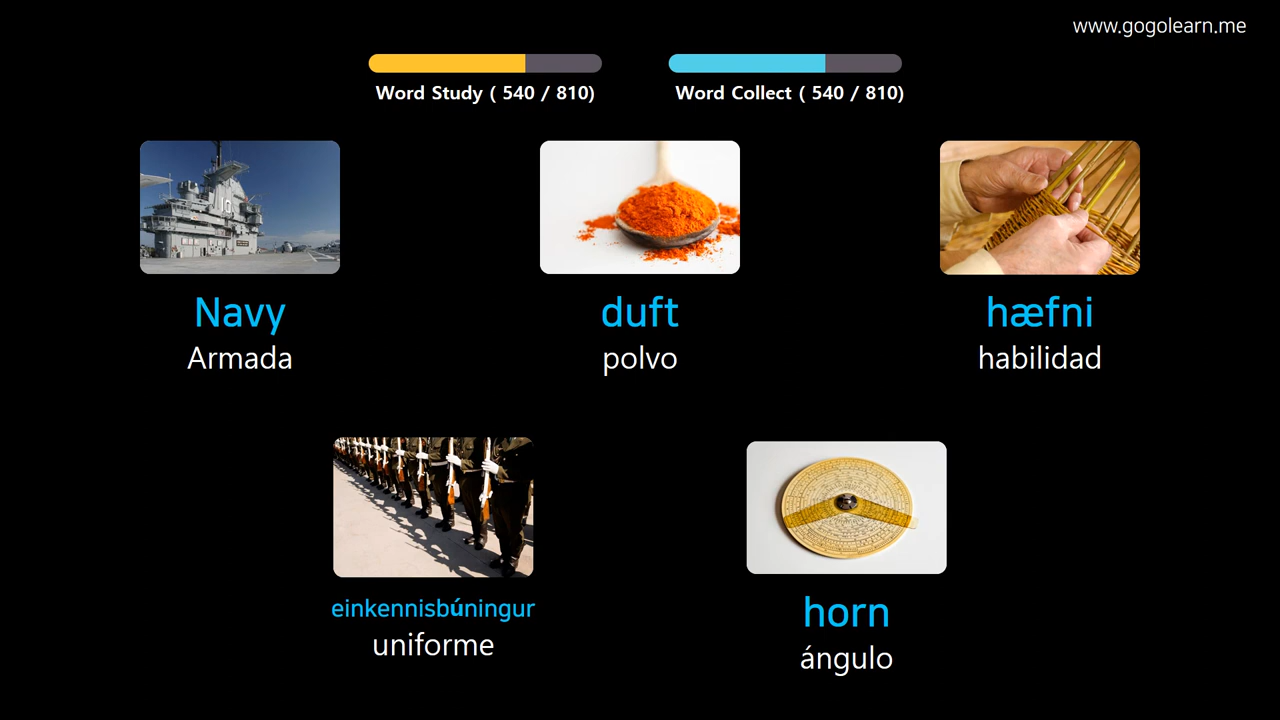 www.gogolearn.me
Word Study ( 540 / 810)
Word Collect ( 540 / 810)
Navy
Armada
duft
polvo
hæfni
habilidad
einkennisbúningur
uniforme
horn
ángulo